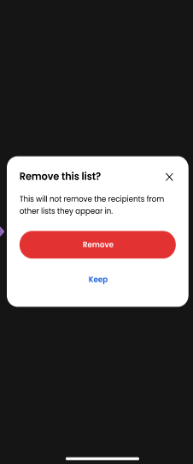 Remove this list?
This will not remove the recipients from
other lists they appear in.
Remove
Keep